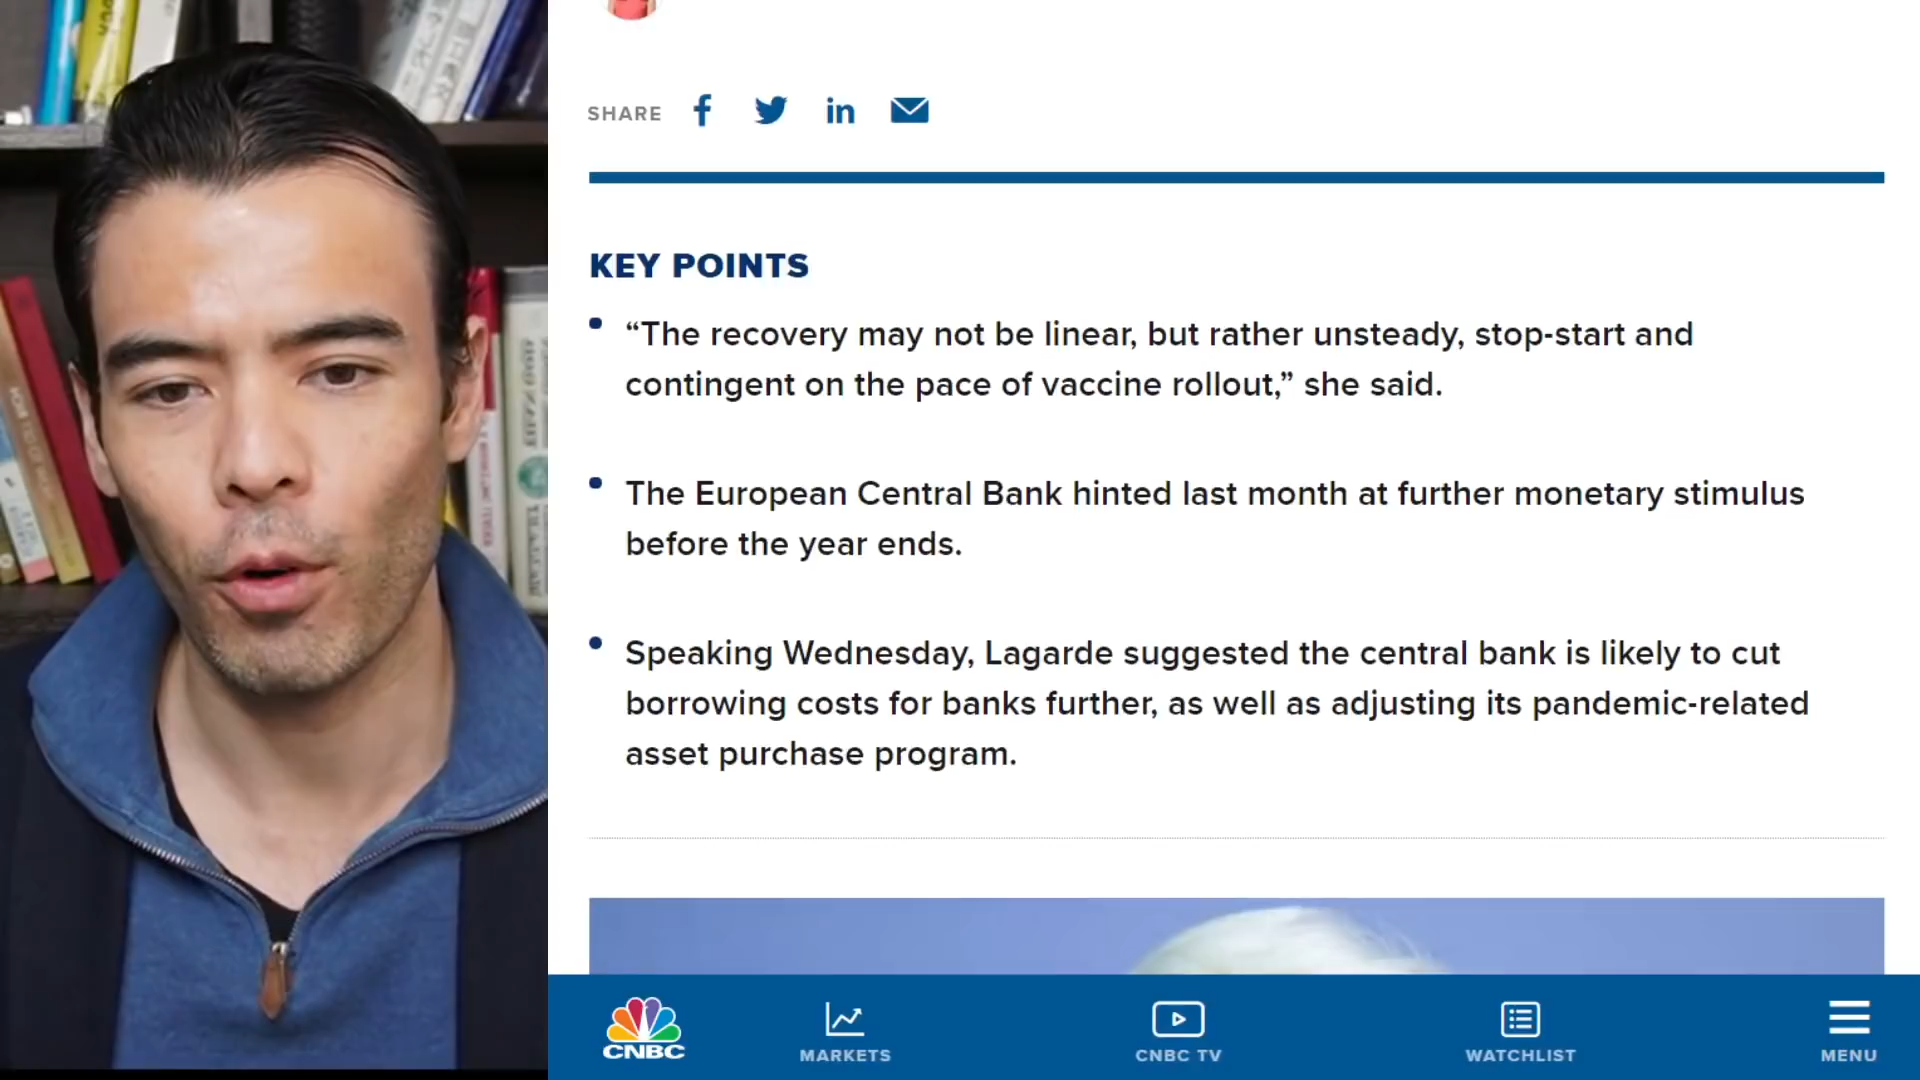 SHARE
KEY POINTS
“The recovery may not be linear, but rather unsteady, stop-start and
contingent on the pace of vaccine rollout,” she said.
The European Central Bank hinted last month at further monetary stimulus
before the year ends.
Speaking Wednesday, Lagarde suggested the central bank is likely to cut
borrowing costs for banks further, as well as adjusting its pandemic-related
asset purchase program.
CNBC
MARKETS
CNBC TV
WATCHLIST
MENU